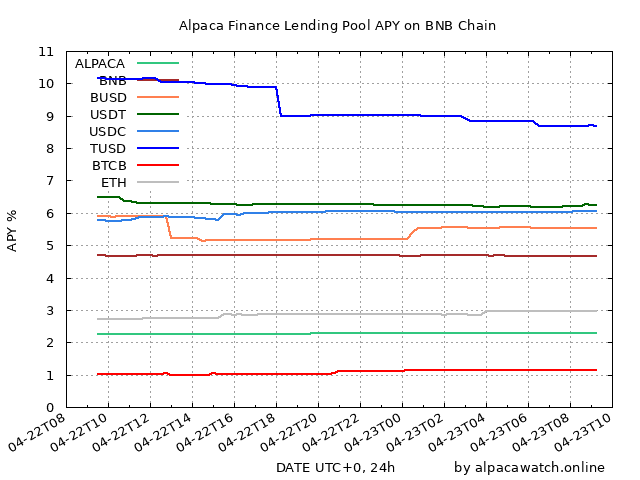 Alpaca Finance Lending Pool APY on BNB Chain
APY %
11
10
9
8
7
6
5
4
3
2
1
0
ALPACA
BNB
BUSD
USDT
USDC
TUSD
BTCB
ETH
04-22T08
04-22T10
04-22T12
04-22T14
04-22T16
04-22T18
04-22T20
04-22T22
04-23T00
04-23T02
04-23T04
04-23T06
04-23T08
04-23T10
DATE UTC+0, 24h
by alpacawatch.online